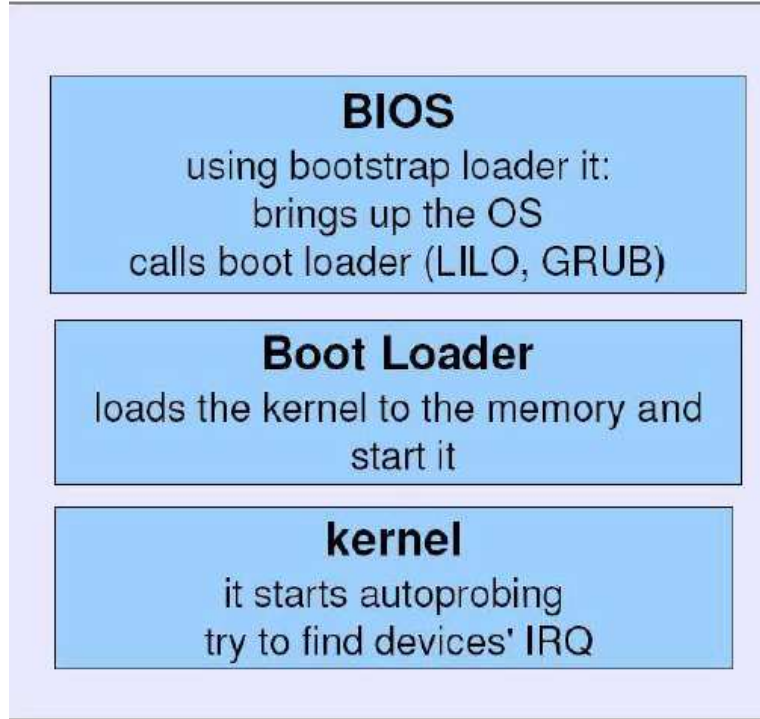 BIOS
using bootstrap loader it:
brings up the OS
calls boot loader (LILO, GRUB)
Boot Loader
loads the kernel to the memory and
start it
kernel
it starts autoprobing
try to find devices' IRQ